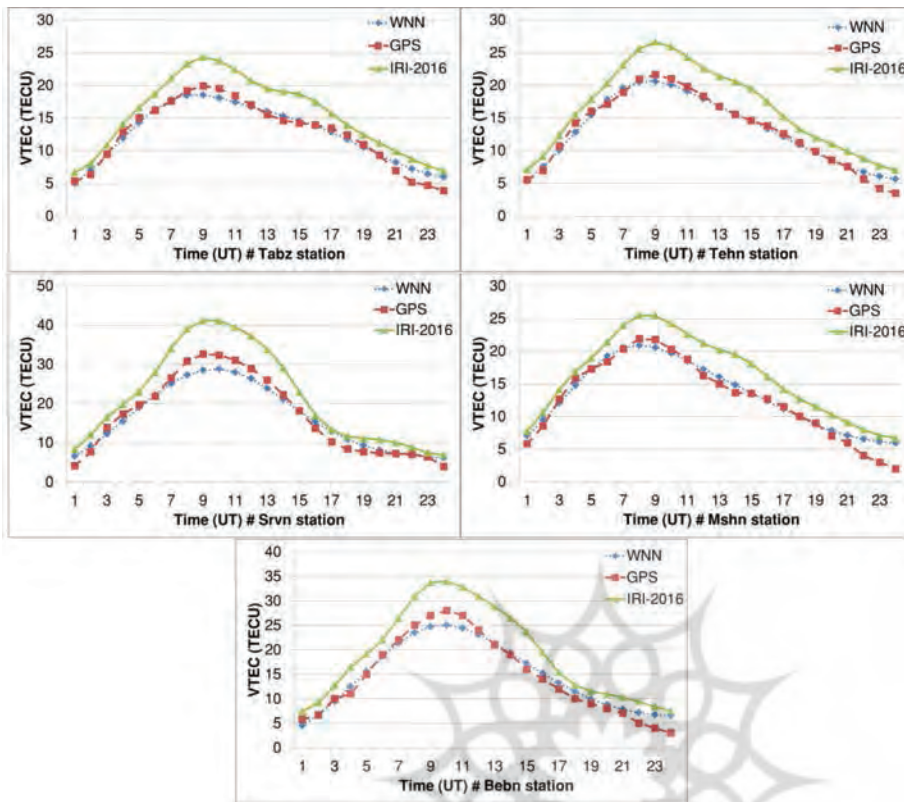 30
25
20
15
10
5
0
VTEC (TECU)
WNN
GPS
IRI-2016
1 3 5 7 9 11 13 15 17 19 21 23
Time (UT) # Tabz station
30
25
20
15
10
5
0
VTEC (TECU)
WNN
GPS
IRI-2016
1 3 5 7 9 11 13 15 17 19 21 23
Time (UT) # Tehn station
50
40
30
20
10
0
VTEC (TECU)
WNN
GPS
IRI-2016
1 3 5 7 9 11 13 15 17 19 21 23
Time (UT) # Srvn station
30
25
20
15
10
5
0
VTEC (TECU)
WNN
GPS
IRI-2016
1 3 5 7 9 11 13 15 17 19 21 23
Time (UT) # Mshn station
40
35
30
25
20
15
10
5
0
VTEC (TECU)
WNN
GPS
IRI-2016
1 3 5 7 9 11 13 15 17 19 21 23
Time (UT) # Bebn station